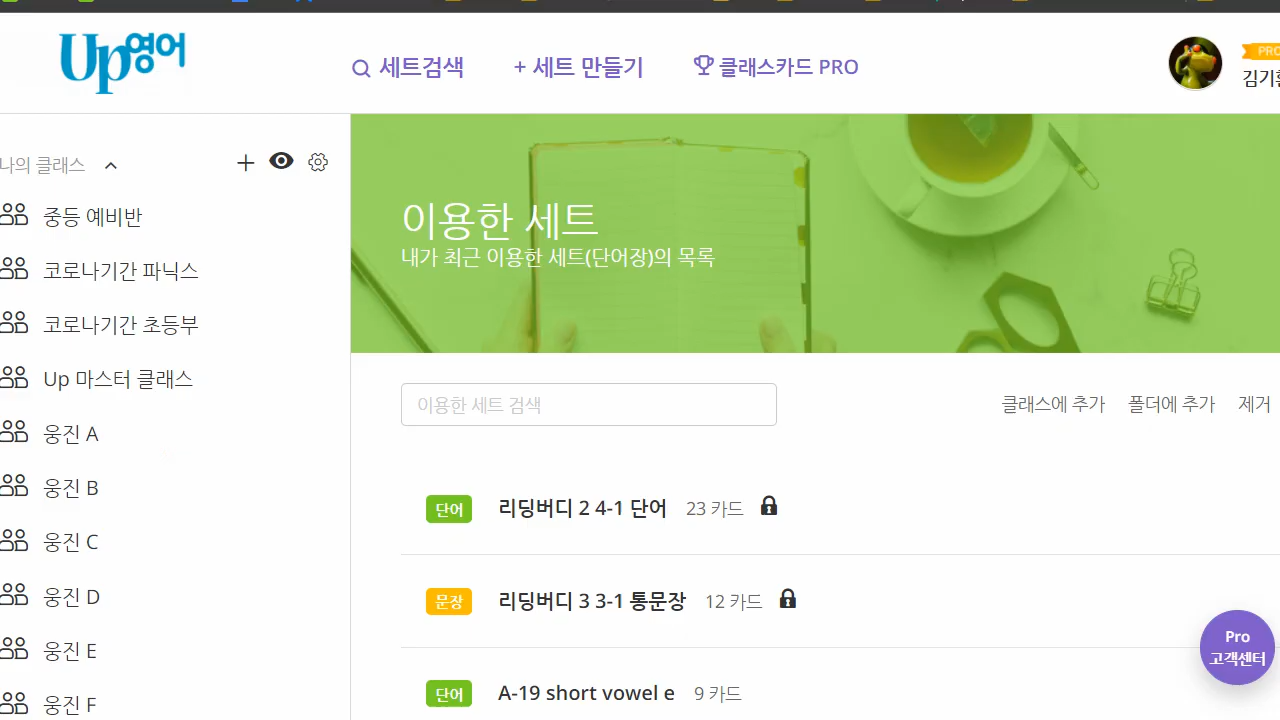 Up영어
세트검색
+ 세트 만들기
클래스카드 PRO
PRO
나의 클래스
중등 예비반
코로나기간 파닉스
코로나기간 초등부
Up 마스터 클래스
웅진 A
웅진 B
웅진 C
웅진 D
웅진 E
웅진 F
이용한 세트
내가 최근 이용한 세트(단어장)의 목록
이용한 세트 검색
클래스에 추가 폴더에 추가 제거
단어 리딩버디 2 4-1 단어 23 카드
문장 리딩버디 3 3-1 통문장 12 카드
단어 A-19 short vowel e 9 카드
Pro
고객센터